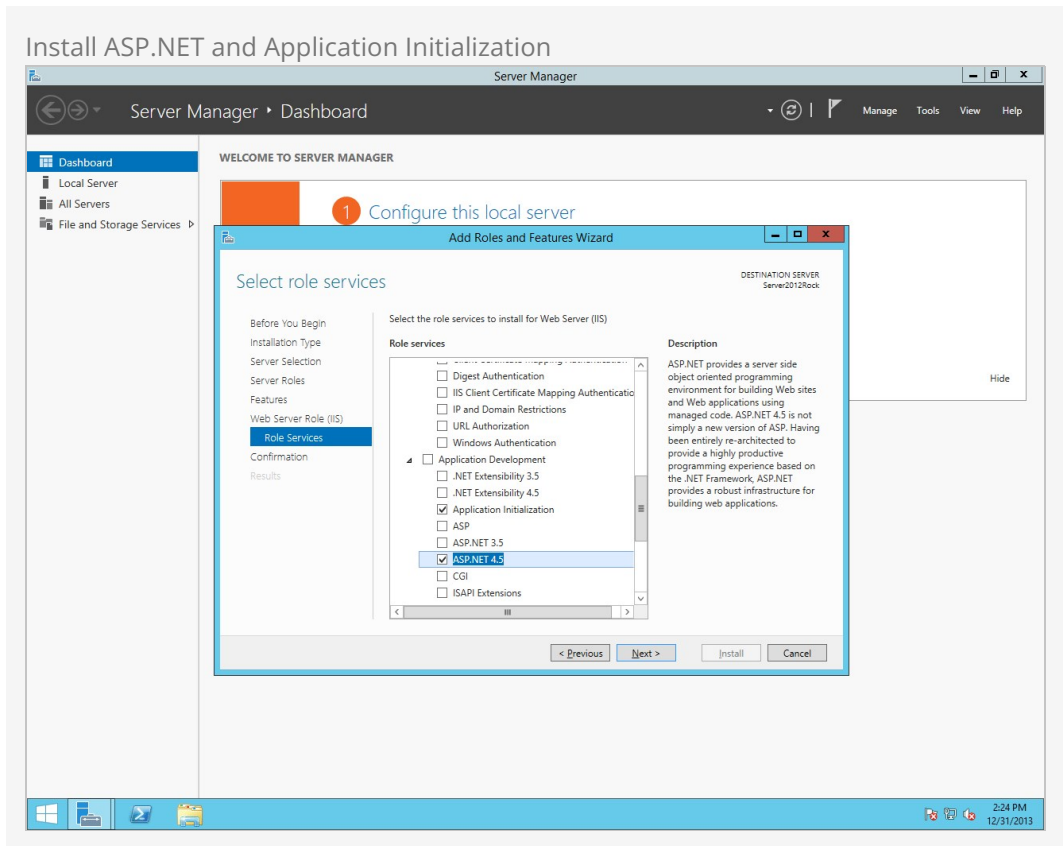 Install ASP.NET and Application Initialization
Server Manager
Server Manager • Dashboard
Manage Tools View Help
Dashboard
Local Server
All Servers
File and Storage Services
WELCOME TO SERVER MANAGER
1 Configure this local server
Hide
Add Roles and Features Wizard
Select role services
DESTINATION SERVER
Server2012Rock
Before You Begin
Installation Type
Server Selection
Server Roles
Features
Web Server Role (IIS)
Role Services
Confirmation
Results
Select the role services to install for Web Server (IIS)
Role services
Digest Authentication
IIS Client Certificate Mapping Authenticatio
IP and Domain Restrictions
URL Authorization
Windows Authentication
Application Development
.NET Extensibility 3.5
.NET Extensibility 4.5
Application Initialization
ASP
ASP.NET 3.5
ASP.NET 4.5
CGI
ISAPI Extensions
Description
ASP.NET provides a server side
object oriented programming
environment for building Web sites
and Web applications using
managed code. ASP.NET 4.5 is not
simply a new version of ASP. Having
been entirely re-architected to
provide a highly productive
programming experience based on
the .NET Framework, ASP.NET
provides a robust infrastructure for
building web applications.
< Previous Next > Install Cancel
2:24 PM
12/31/2013